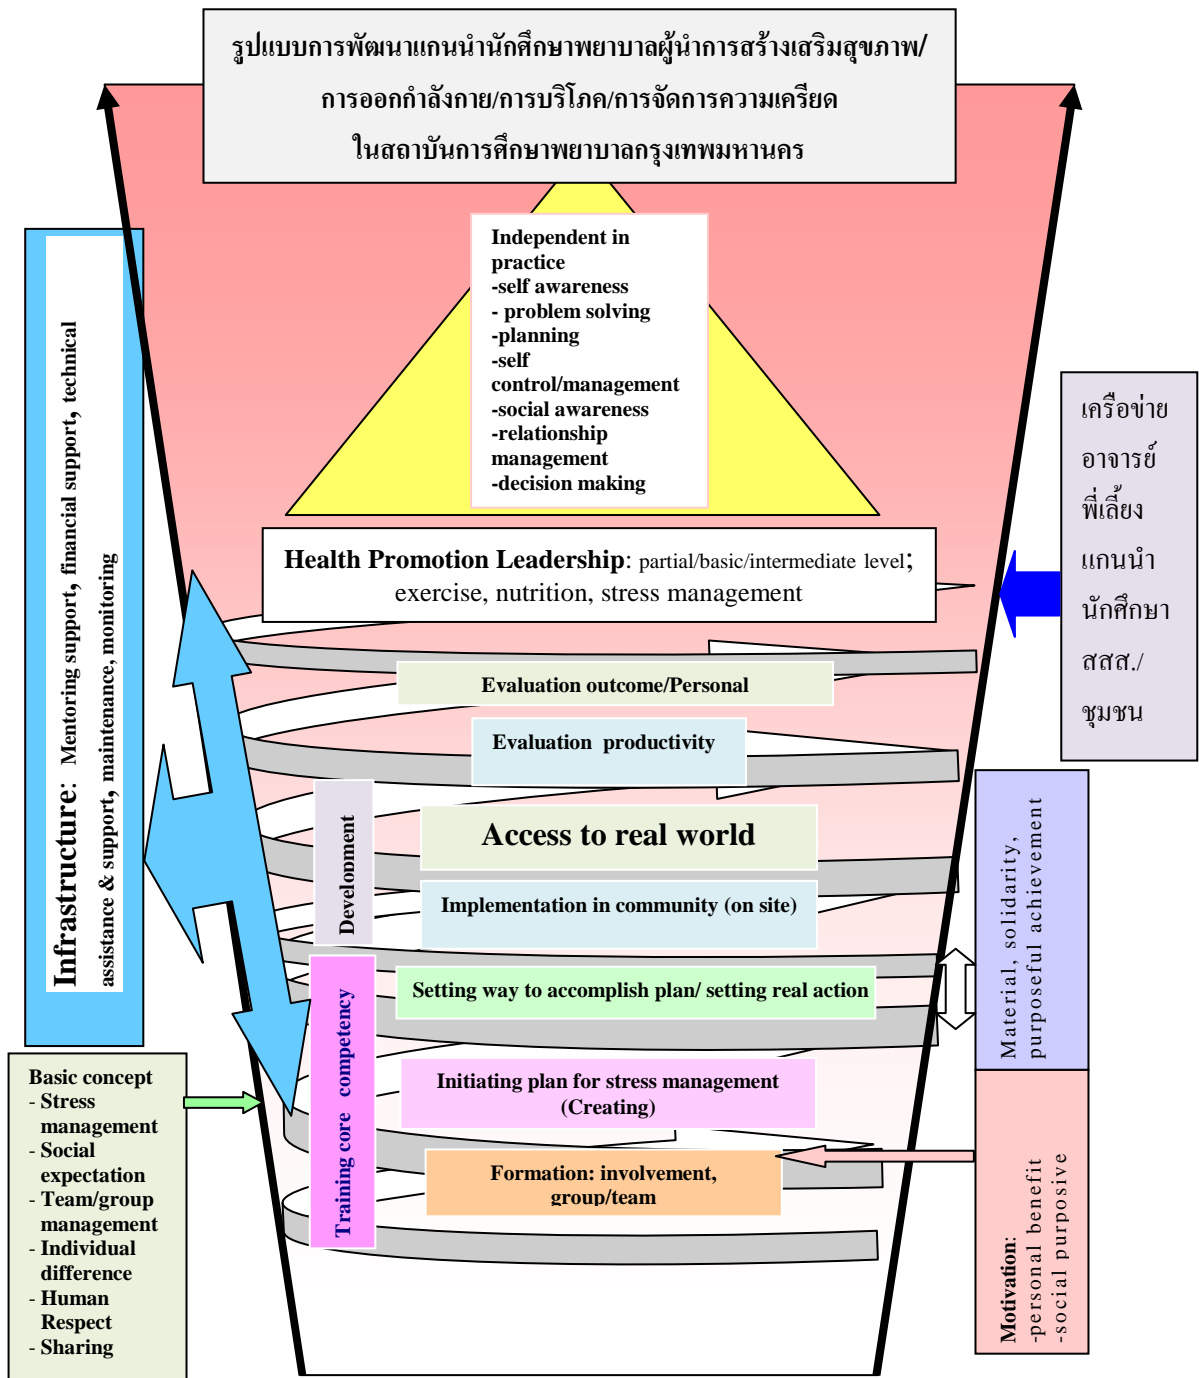 รูปแบบการพัฒนาแกนนำนักศึกษาพยาบาลผู้นำการสร้างเสริมสุขภาพ/
การออกกำลังกาย/การบริโภค/การจัดการความเครียด
ในสถาบันการศึกษาพยาบาลกรุงเทพมหานคร
Independent in
practice
-self awareness
- problem solving
-planning
-self
control/management
-social awareness
-relationship
management
-decision making
Infrastructure: Mentoring support, financial support, technical
assistance & support, maintenance, monitoring
เครือข่าย
อาจารย์
พี่เลี้ยง
แกนนำ
นักศึกษา
สสส./
ชุมชน
Health Promotion Leadership: partial/basic/intermediate level;
exercise, nutrition, stress management
Evaluation outcome/Personal
Evaluation productivity
Development
Access to real world
Implementation in community (on site)
Material, solidarity,
purposeful achievement
Training core competency
Setting way to accomplish plan/ setting real action
Initiating plan for stress management
(Creating)
Formation: involvement,
group/team
Basic concept
- Stress
management
- Social
expectation
- Team/group
management
- Individual
difference
- Human
Respect
- Sharing
Motivation:
-personal benefit
-social purposive